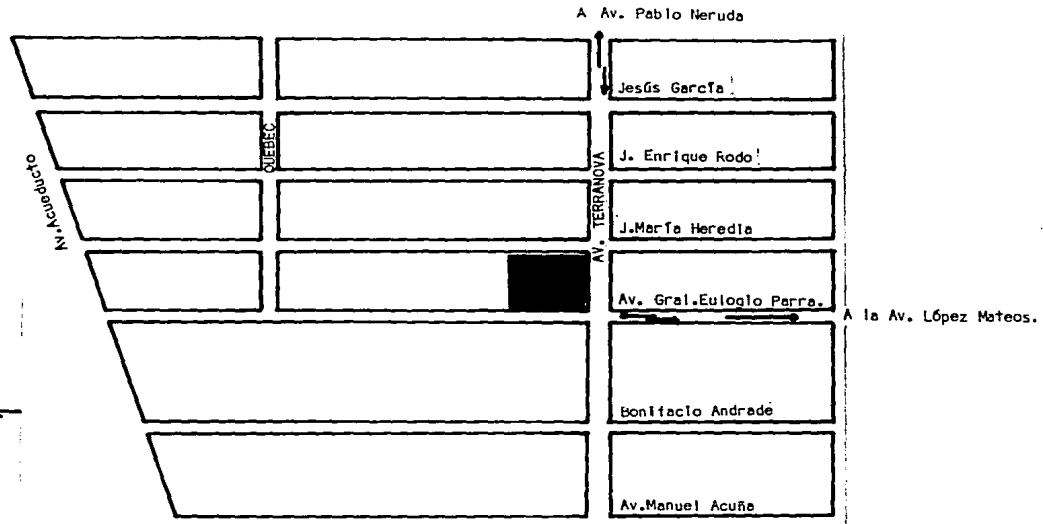 A Av. Pablo Neruda
Jesús García
QUEBEC
J. Enrique Rodo
Av.Acueducto
AV. TERRANOVA
J.María Heredia
Av. Gral.Eulogio Parra.
A la Av. López Mateos.
Bonifacio Andrade
Av.Manuel Acuña